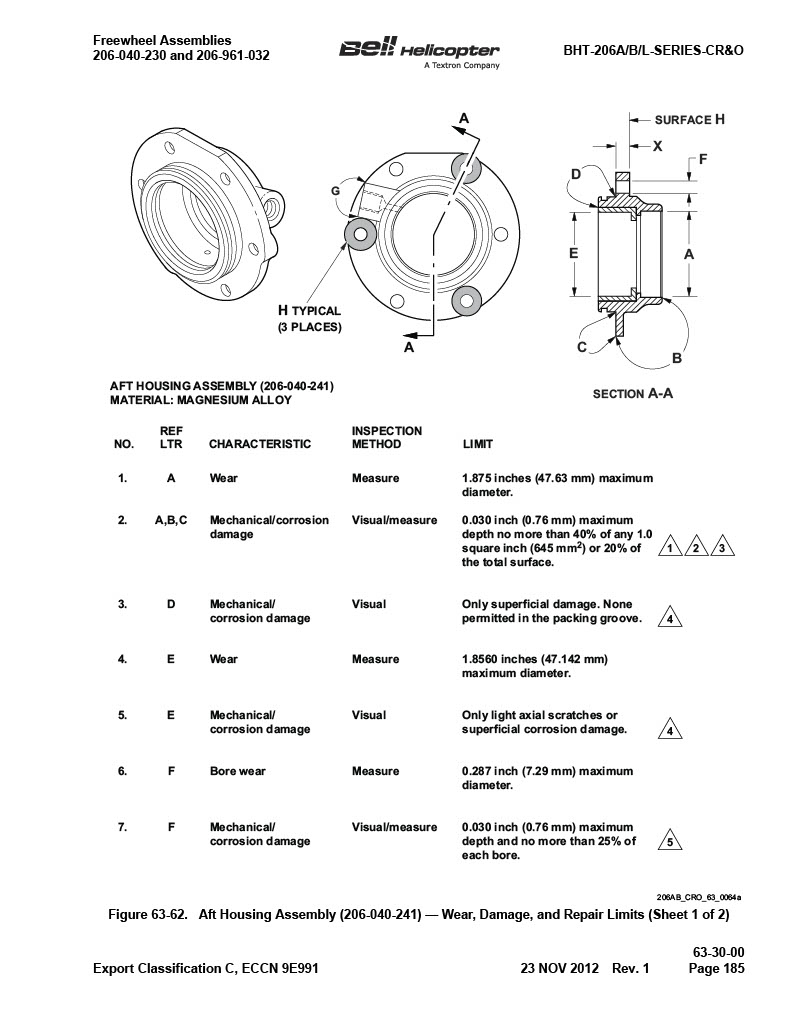 Freewheel Assemblies
206-040-230 and 206-961-032
Bell Helicopter
A Textron Company
BHT-206A/B/L-SERIES-CR&O
A
SURFACE H
X
F
D
G
E
A
H TYPICAL
(3 PLACES)
A
C
B
AFT HOUSING ASSEMBLY (206-040-241)
MATERIAL: MAGNESIUM ALLOY
SECTION A-A
NO. REF LTR CHARACTERISTIC INSPECTION METHOD LIMIT
1. A Wear Measure 1.875 inches (47.63 mm) maximum
diameter.
2. A,B,C Mechanical/corrosion Visual/measure 0.030 inch (0.76 mm) maximum
damage depth no more than 40% of any 1.0
square inch (645 mm²) or 20% of 1 2 3
the total surface.
3. D Mechanical/ Visual Only superficial damage. None
corrosion damage permitted in the packing groove. 4
4. E Wear Measure 1.8560 inches (47.142 mm)
maximum diameter.
5. E Mechanical/ Visual Only light axial scratches or
corrosion damage superficial corrosion damage. 4
6. F Bore wear Measure 0.287 inch (7.29 mm) maximum
diameter.
7. F Mechanical/ Visual/measure 0.030 inch (0.76 mm) maximum
corrosion damage depth and no more than 25% of 5
each bore.
206AB_CRO_63_0064a
Figure 63-62. Aft Housing Assembly (206-040-241) — Wear, Damage, and Repair Limits (Sheet 1 of 2)
63-30-00
Export Classification C, ECCN 9E991 23 NOV 2012 Rev. 1 Page 185